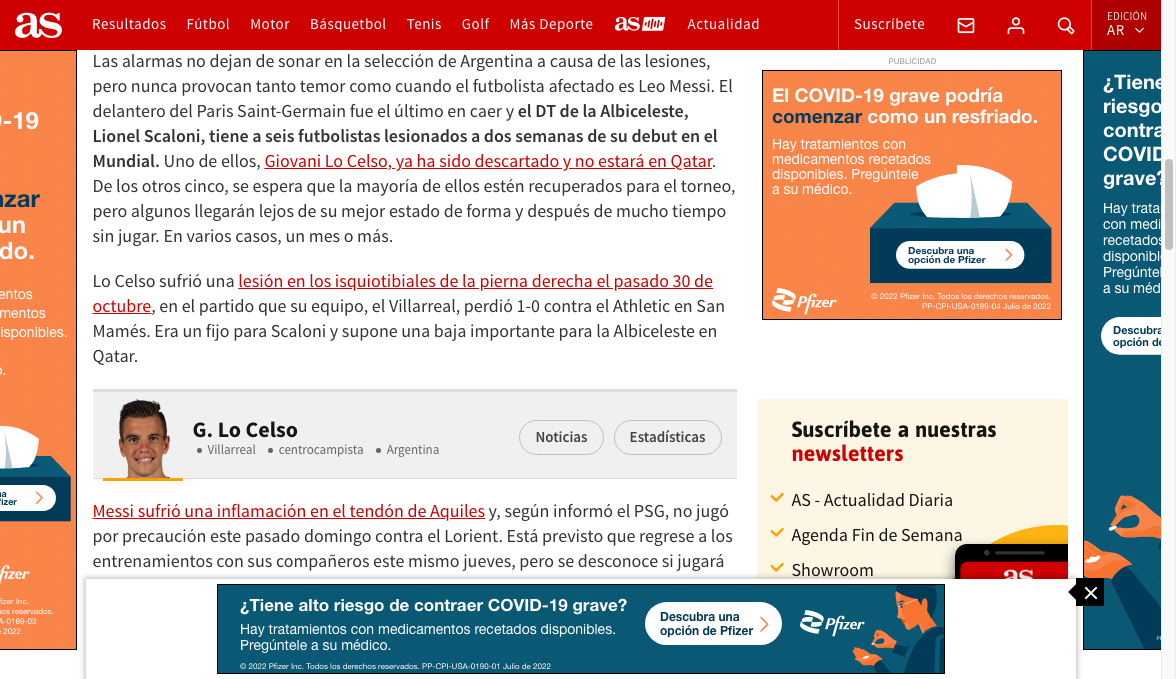 as
Resultados
Fútbol
Motor
Básquetbol
Tenis
Golf
Más Deporte
as
Actualidad
Suscríbete
EDICIÓN
AR
Las alarmas no dejan de sonar en la selección de Argentina a causa de las lesiones,
pero nunca provocan tanto temor como cuando el futbolista afectado es Leo Messi. El
delantero del Paris Saint-Germain fue el último en caer y el DT de la Albiceleste,
Lionel Scaloni, tiene a seis futbolistas lesionados a dos semanas de su debut en el
Mundial. Uno de ellos, Giovani Lo Celso, ya ha sido descartado y no estará en Qatar.
De los otros cinco, se espera que la mayoría de ellos estén recuperados para el torneo,
pero algunos llegarán lejos de su mejor estado de forma y después de mucho tiempo
sin jugar. En varios casos, un mes o más.
Lo Celso sufrió una lesión en los isquiotibiales de la pierna derecha el pasado 30 de
octubre, en el partido que su equipo, el Villarreal, perdió 1-0 contra el Athletic en San
Mamés. Era un fijo para Scaloni y supone una baja importante para la Albiceleste en
Qatar.
G. Lo Celso
Villarreal
centrocampista
Argentina
Noticias
Estadísticas
Messi sufrió una inflamación en el tendón de Aquiles y, según informó el PSG, no jugó
por precaución este pasado domingo contra el Lorient. Está previsto que regrese a los
entrenamientos con sus compañeros este mismo jueves, pero se desconoce si jugará
PUBLICIDAD
El COVID-19 grave podría
comenzar como un resfriado.
Hay tratamientos con
medicamentos recetados
disponibles. Pregúntele
a su médico.
Descubra una
opción de Pfizer
Pfizer
© 2022 Pfizer Inc. Todos los derechos reservados.
PP-CPI-USA-0189-04 Julio de 2022
Suscríbete a nuestras
newsletters
AS - Actualidad Diaria
Agenda Fin de Semana
Showroom
as
¿Tiene alto riesgo de contraer COVID-19 grave?
Hay tratamientos con medicamentos recetados disponibles.
Pregúntele a su médico.
© 2022 Pfizer Inc. Todos los derechos reservados. PP-CPI-USA-0190-01 Julio de 2022
Descubra una
opción de Pfizer
Pfizer
-19
nzar
un
do.
entos
mentos
isponibles.
o.
na
fizer
fizer
er Inc.
os reservados.
A-0189-03
2022
¿Tiene
riesgo
contra
COVID
grave?
Hay trata
con medi
recetados
disponibl
Pregúntel
a su méd
Descubra
opción de